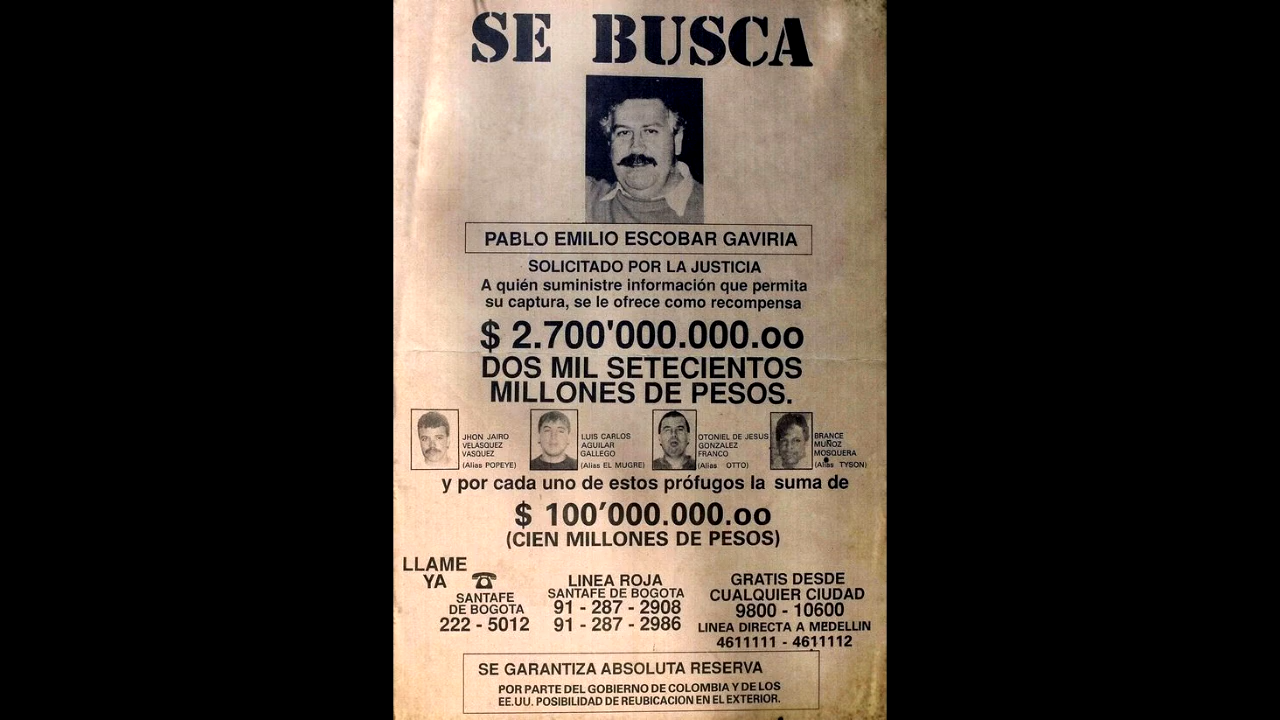 SE BUSCA
PABLO EMILIO ESCOBAR GAVIRIA
SOLICITADO POR LA JUSTICIA
A quién suministre información que permita
su captura, se le ofrece como recompensa
$ 2.700'000.000.oo
DOS MIL SETECIENTOS
MILLONES DE PESOS.
JHON JAIRO
VELASQUEZ
VASQUEZ
(Alias POPEYE)
LUIS CARLOS
AGUILAR
GALLEGO
(Alias EL MUGRE)
OTONIEL DE JESUS
GONZALEZ
FRANCO
(Alias OTTO)
BRANCE
MUÑOZ
MOSQUERA
(Alias TYSON)
y por cada uno de estos prófugos la suma de
$ 100'000.000.oo
(CIEN MILLONES DE PESOS)
LLAME
YA
SANTAFE
DE BOGOTA
222 - 5012
LINEA ROJA
SANTAFE DE BOGOTA
91 - 287 - 2908
91 - 287 - 2986
GRATIS DESDE
CUALQUIER CIUDAD
9800 - 10600
LINEA DIRECTA A MEDELLIN
4611111 - 4611112
SE GARANTIZA ABSOLUTA RESERVA
POR PARTE DEL GOBIERNO DE COLOMBIA Y DE LOS
EE.UU. POSIBILIDAD DE REUBICACION EN EL EXTERIOR.